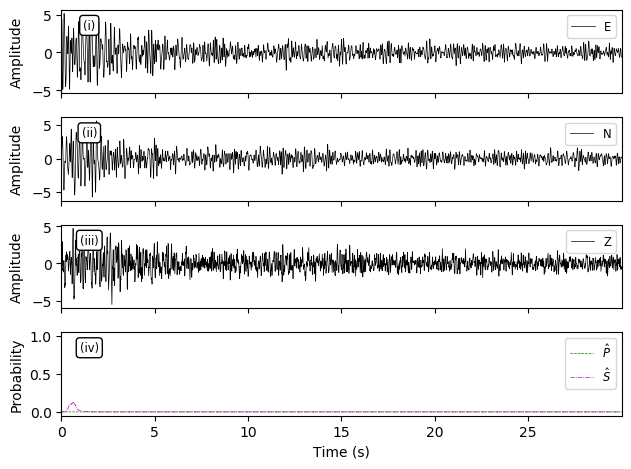 Amplitude
5
0
−5
(i)
E
Amplitude
5
0
−5
(ii)
N
Amplitude
5
0
−5
(iii)
Z
Probability
1.0
0.5
0.0
(iv)
P̂
Ŝ
0 5 10 15 20 25
Time (s)